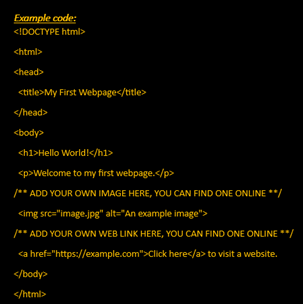 Example code:
<!DOCTYPE html>
<html>
<head>
<title>My First Webpage</title>
</head>
<body>
<h1>Hello World!</h1>
<p>Welcome to my first webpage.</p>
/** ADD YOUR OWN IMAGE HERE, YOU CAN FIND ONE ONLINE **/
<img src="image.jpg" alt="An example image">
/** ADD YOUR OWN WEB LINK HERE, YOU CAN FIND ONE ONLINE **/
<a href="https://example.com">Click here</a> to visit a website.
</body>
</html>